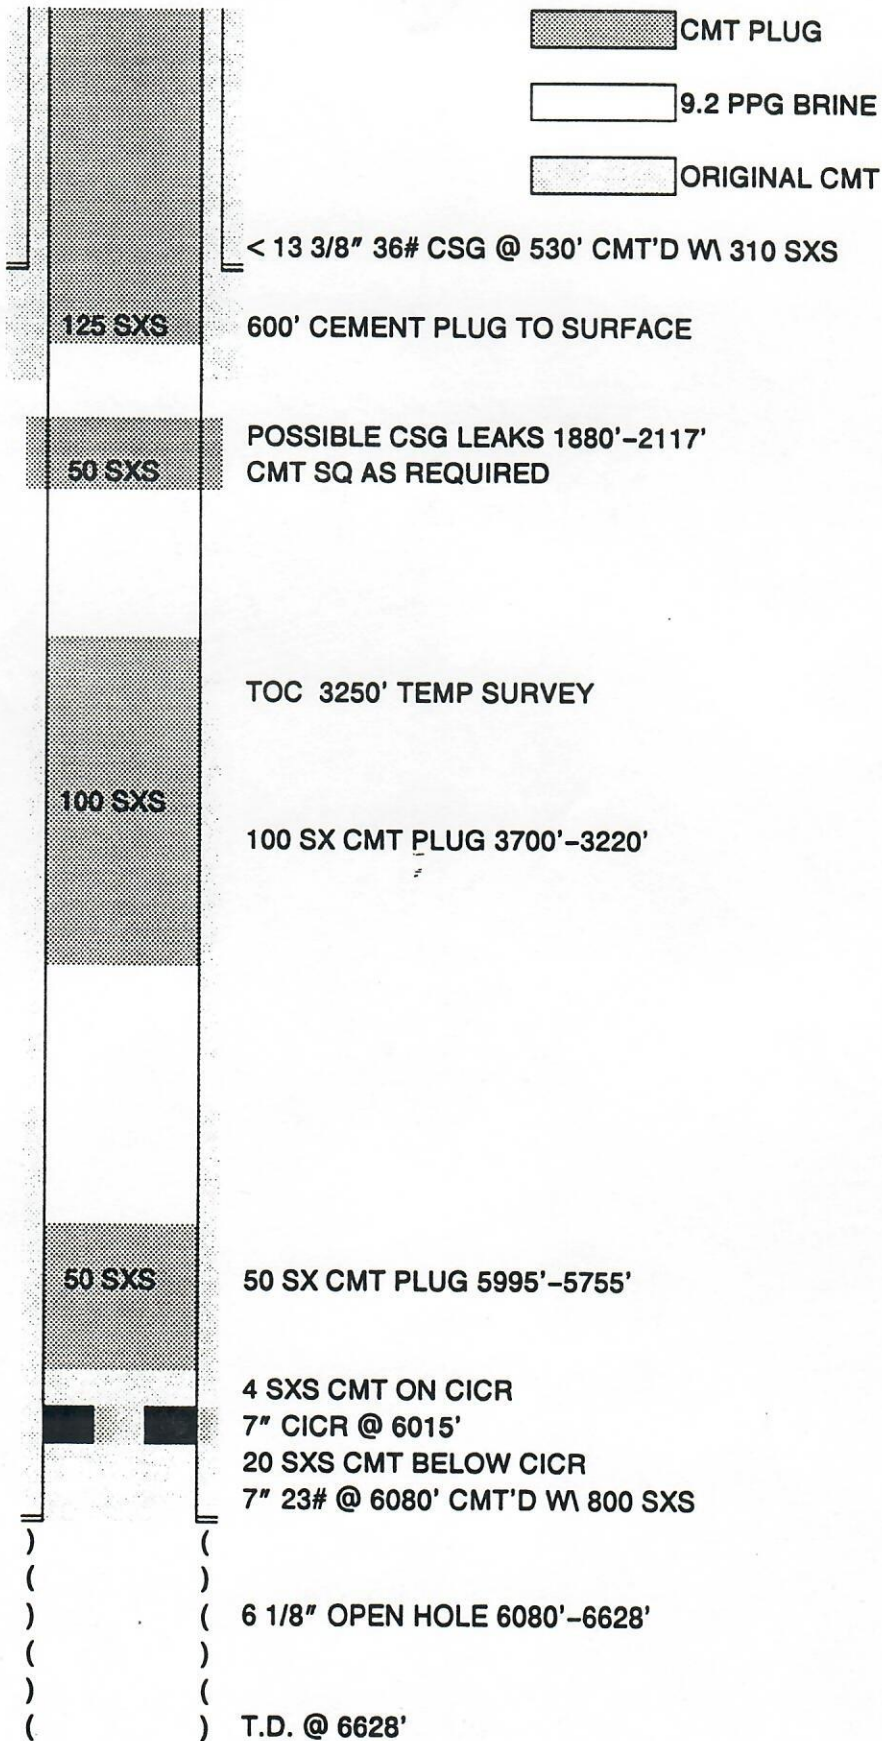 CMT PLUG
9.2 PPG BRINE
ORIGINAL CMT
< 13 3/8" 36# CSG @ 530' CMT'D W\ 310 SXS
125 SXS 600' CEMENT PLUG TO SURFACE
POSSIBLE CSG LEAKS 1880'-2117'
50 SXS CMT SQ AS REQUIRED
TOC 3250' TEMP SURVEY
100 SXS
100 SX CMT PLUG 3700'-3220'
50 SXS 50 SX CMT PLUG 5995'-5755'
4 SXS CMT ON CICR
7" CICR @ 6015'
20 SXS CMT BELOW CICR
7" 23# @ 6080' CMT'D W\ 800 SXS
6 1/8" OPEN HOLE 6080'-6628'
T.D. @ 6628'